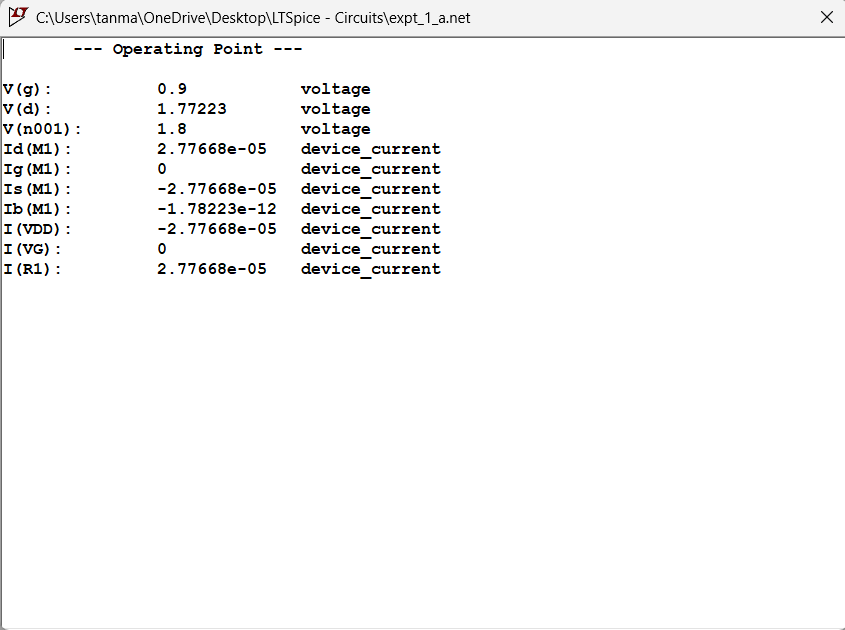 C:\Users\tanma\OneDrive\Desktop\LTSpice - Circuits\expt_1_a.net
--- Operating Point ---
V(g): 0.9 voltage
V(d): 1.77223 voltage
V(n001): 1.8 voltage
Id(M1): 2.77668e-05 device_current
Ig(M1): 0 device_current
Is(M1): -2.77668e-05 device_current
Ib(M1): -1.78223e-12 device_current
I(VDD): -2.77668e-05 device_current
I(VG): 0 device_current
I(R1): 2.77668e-05 device_current